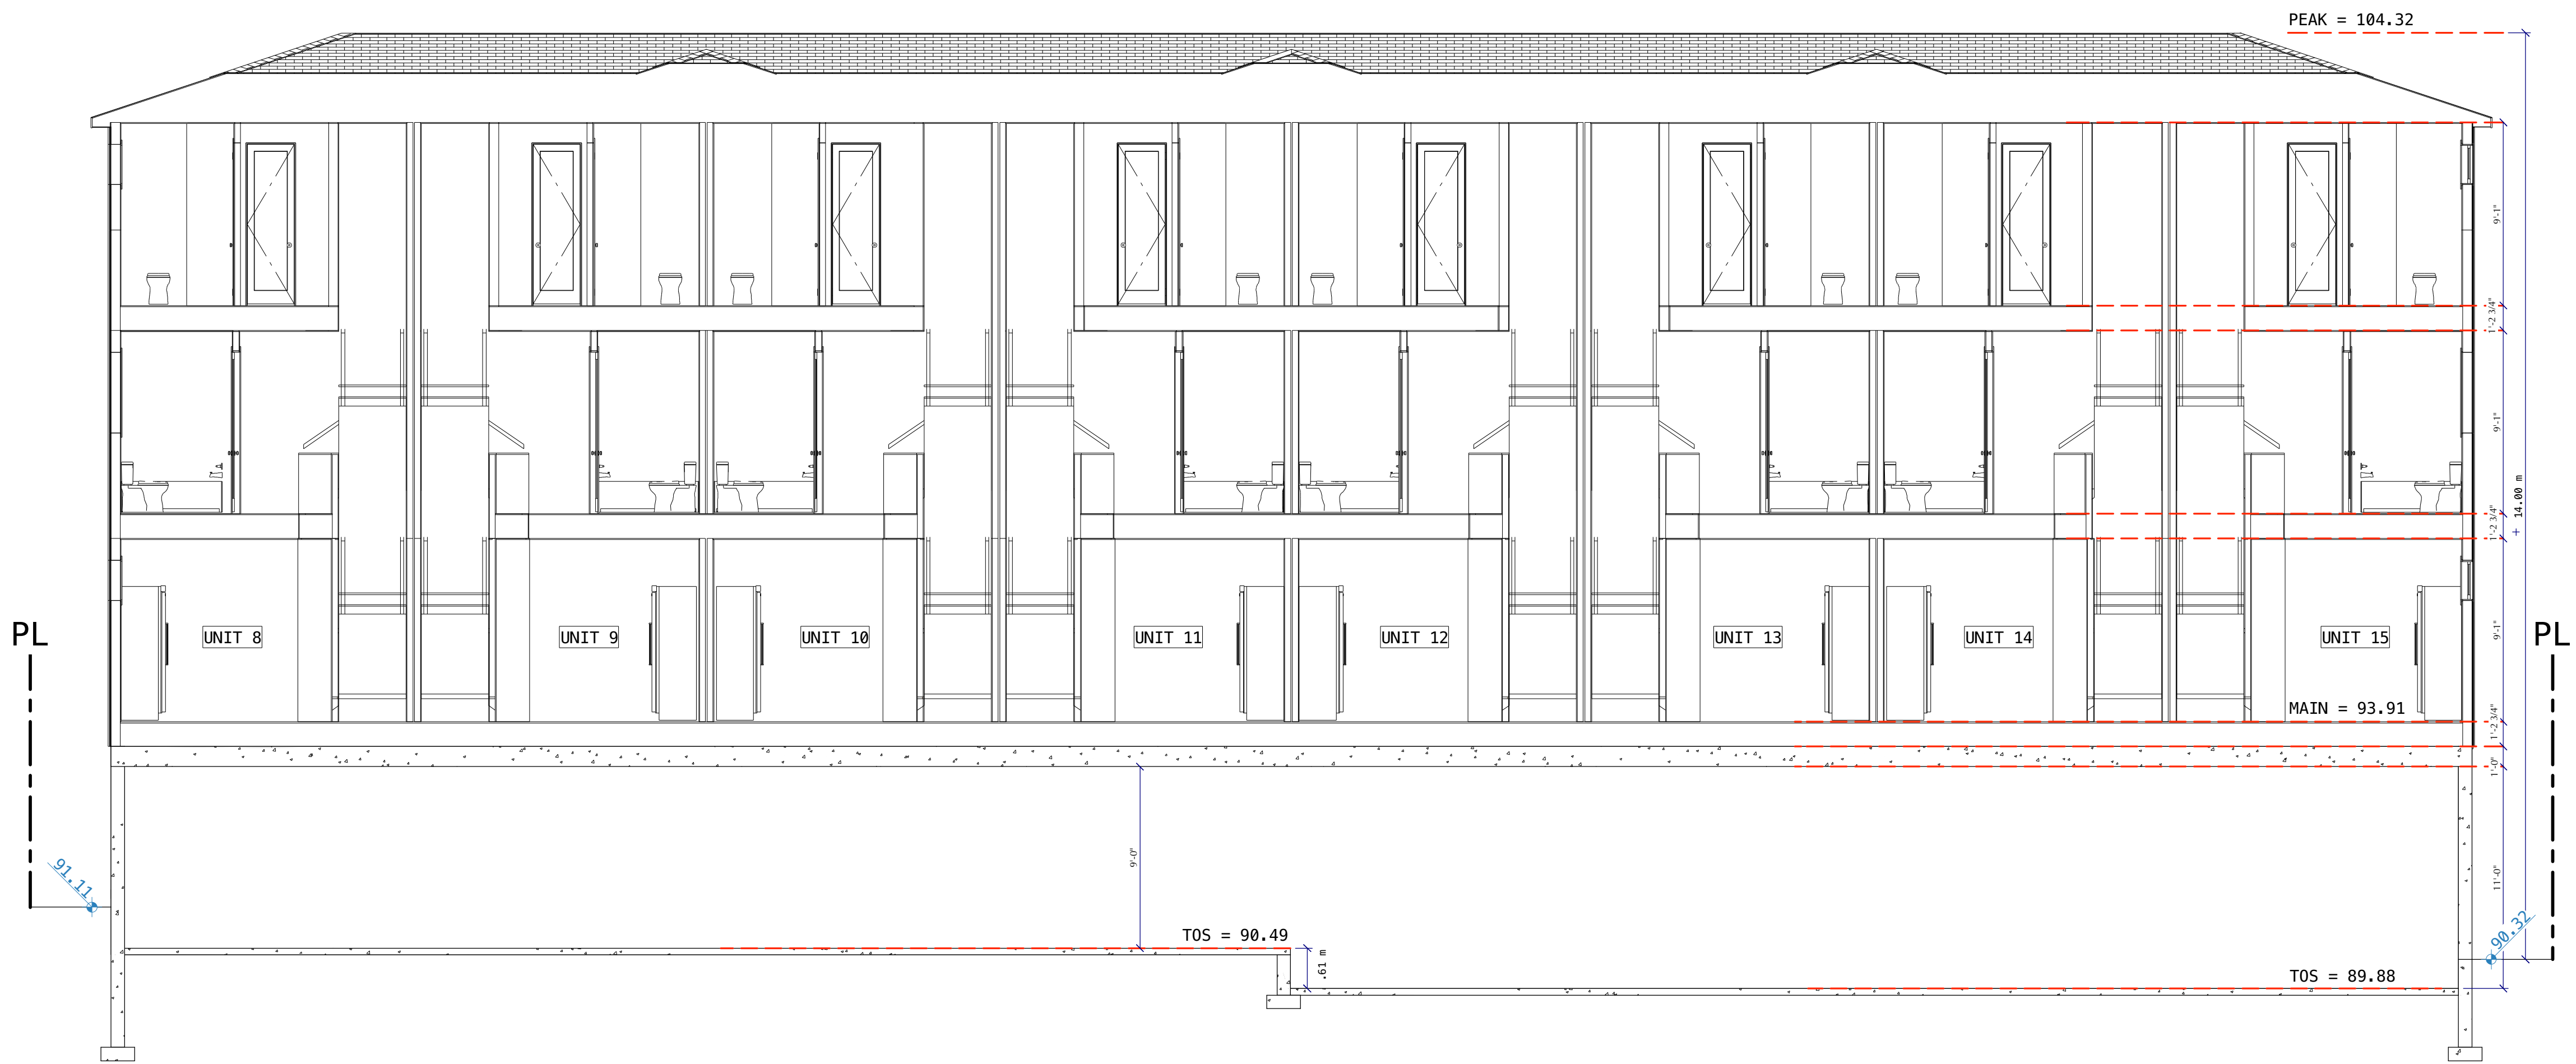 PEAK = 104.32
9'-1"
1'-2 3/4"
9'-1"
+ 14.00 m
1'-2 3/4"
PL
UNIT 8
UNIT 9
UNIT 10
UNIT 11
UNIT 12
UNIT 13
UNIT 14
UNIT 15
9'-1"
PL
MAIN = 93.91
1'-2 3/4"
1'-0"
9'-0"
11'-0"
91.11
TOS = 90.49
.61 m
90.32
TOS = 89.88